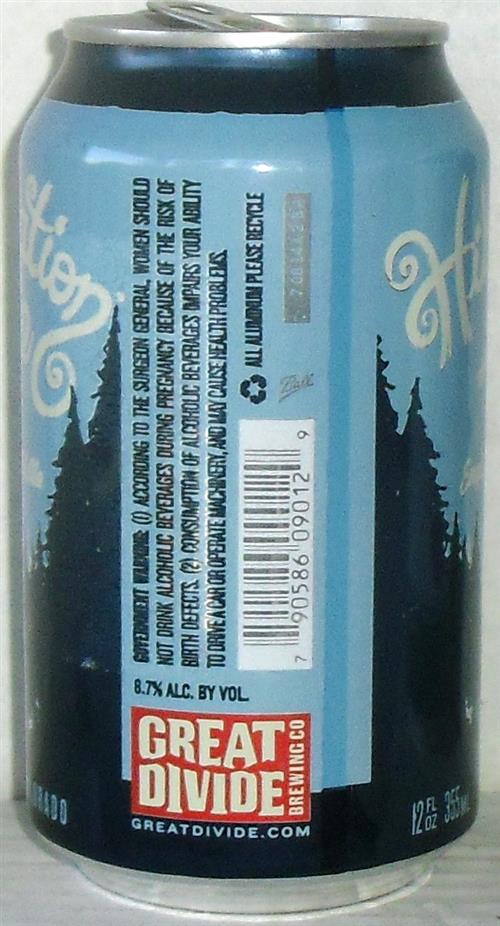 GOVERNMENT WARNING: (1) ACCORDING TO THE SURGEON GENERAL, WOMEN SHOULD
NOT DRINK ALCOHOLIC BEVERAGES DURING PREGNANCY BECAUSE OF THE RISK OF
BIRTH DEFECTS. (2) CONSUMPTION OF ALCOHOLIC BEVERAGES IMPAIRS YOUR ABILITY
TO DRIVE A CAR OR OPERATE MACHINERY, AND MAY CAUSE HEALTH PROBLEMS.
ALL ALUMINUM PLEASE RECYCLE
Ball
7 90586 09012 9
8.7% ALC. BY VOL.
GREAT
DIVIDE
BREWING CO
GREATDIVIDE.COM
12 FL OZ 355 ML